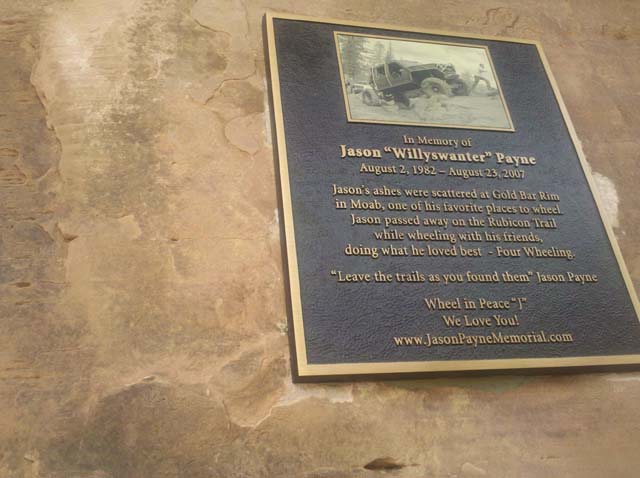 In Memory of
Jason "Willyswanter" Payne
August 2, 1982 – August 23, 2007
Jason's ashes were scattered at Gold Bar Rim
in Moab, one of his favorite places to wheel.
Jason passed away on the Rubicon Trail
while wheeling with his friends,
doing what he loved best - Four Wheeling.
"Leave the trails as you found them" Jason Payne
Wheel in Peace "J"
We Love You!
www.JasonPayneMemorial.com